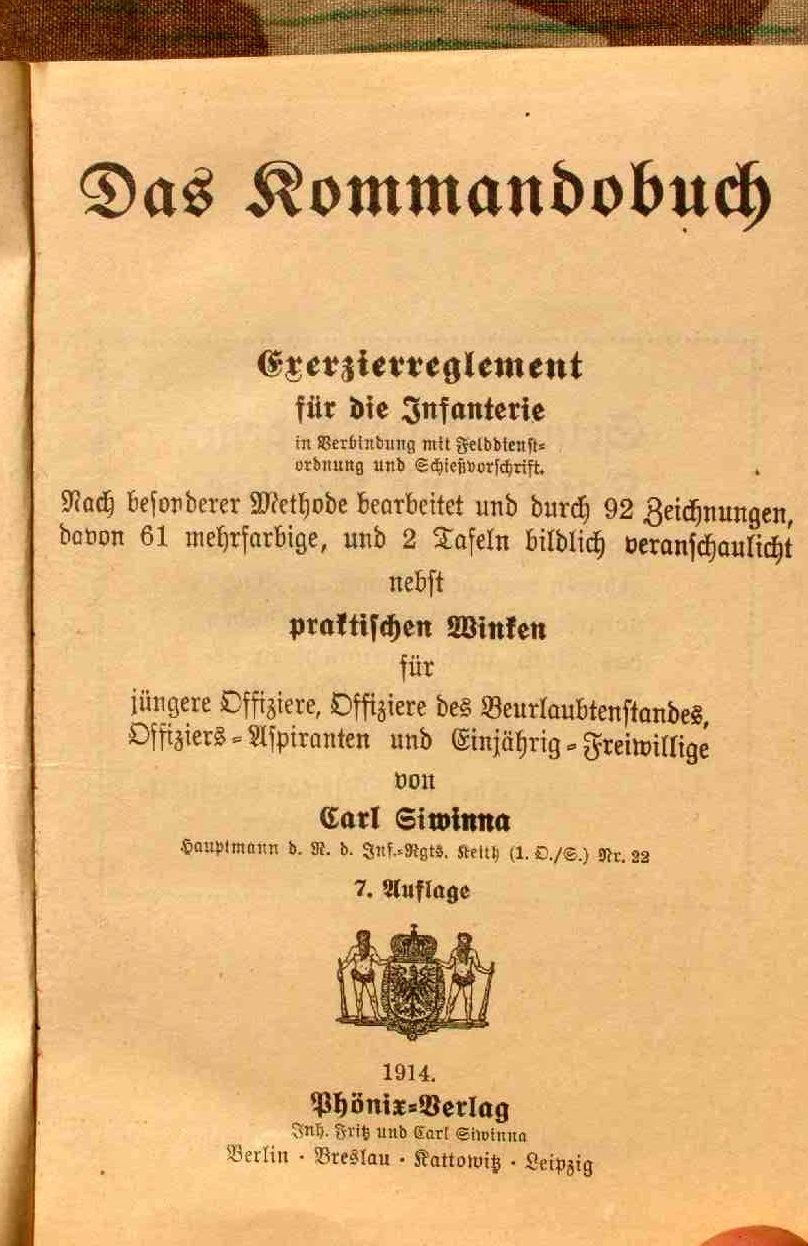 Das Kommandobuch
Exerzierreglement
für die Infanterie
in Verbindung mit Felddienst-
ordnung und Schießvorschrift.
Nach besonderer Methode bearbeitet und durch 92 Zeichnungen,
davon 61 mehrfarbige, und 2 Tafeln bildlich veranschaulicht
nebst
praktischen Winken
für
jüngere Offiziere, Offiziere des Beurlaubtenstandes,
Offiziers-Aspiranten und Einjährig-Freiwillige
von
Carl Siwinna
Hauptmann d. R. d. Inf.-Rgts. Keith (1. O./S.) Nr. 22
7. Auflage
1914.
Phönix-Verlag
Inh. Fritz und Carl Siwinna
Berlin · Breslau · Kattowitz · Leipzig